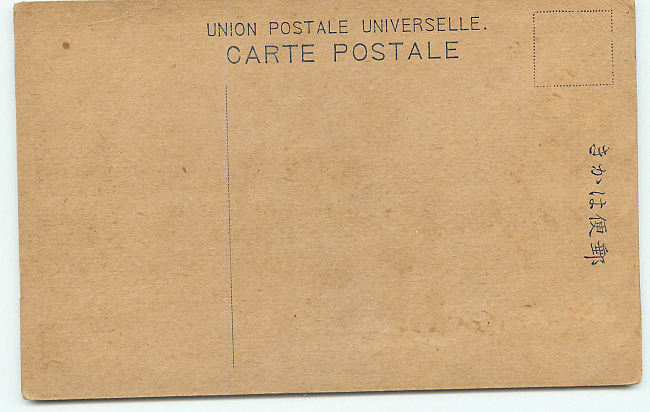 UNION POSTALE UNIVERSELLE.
CARTE POSTALE
郵便はかき